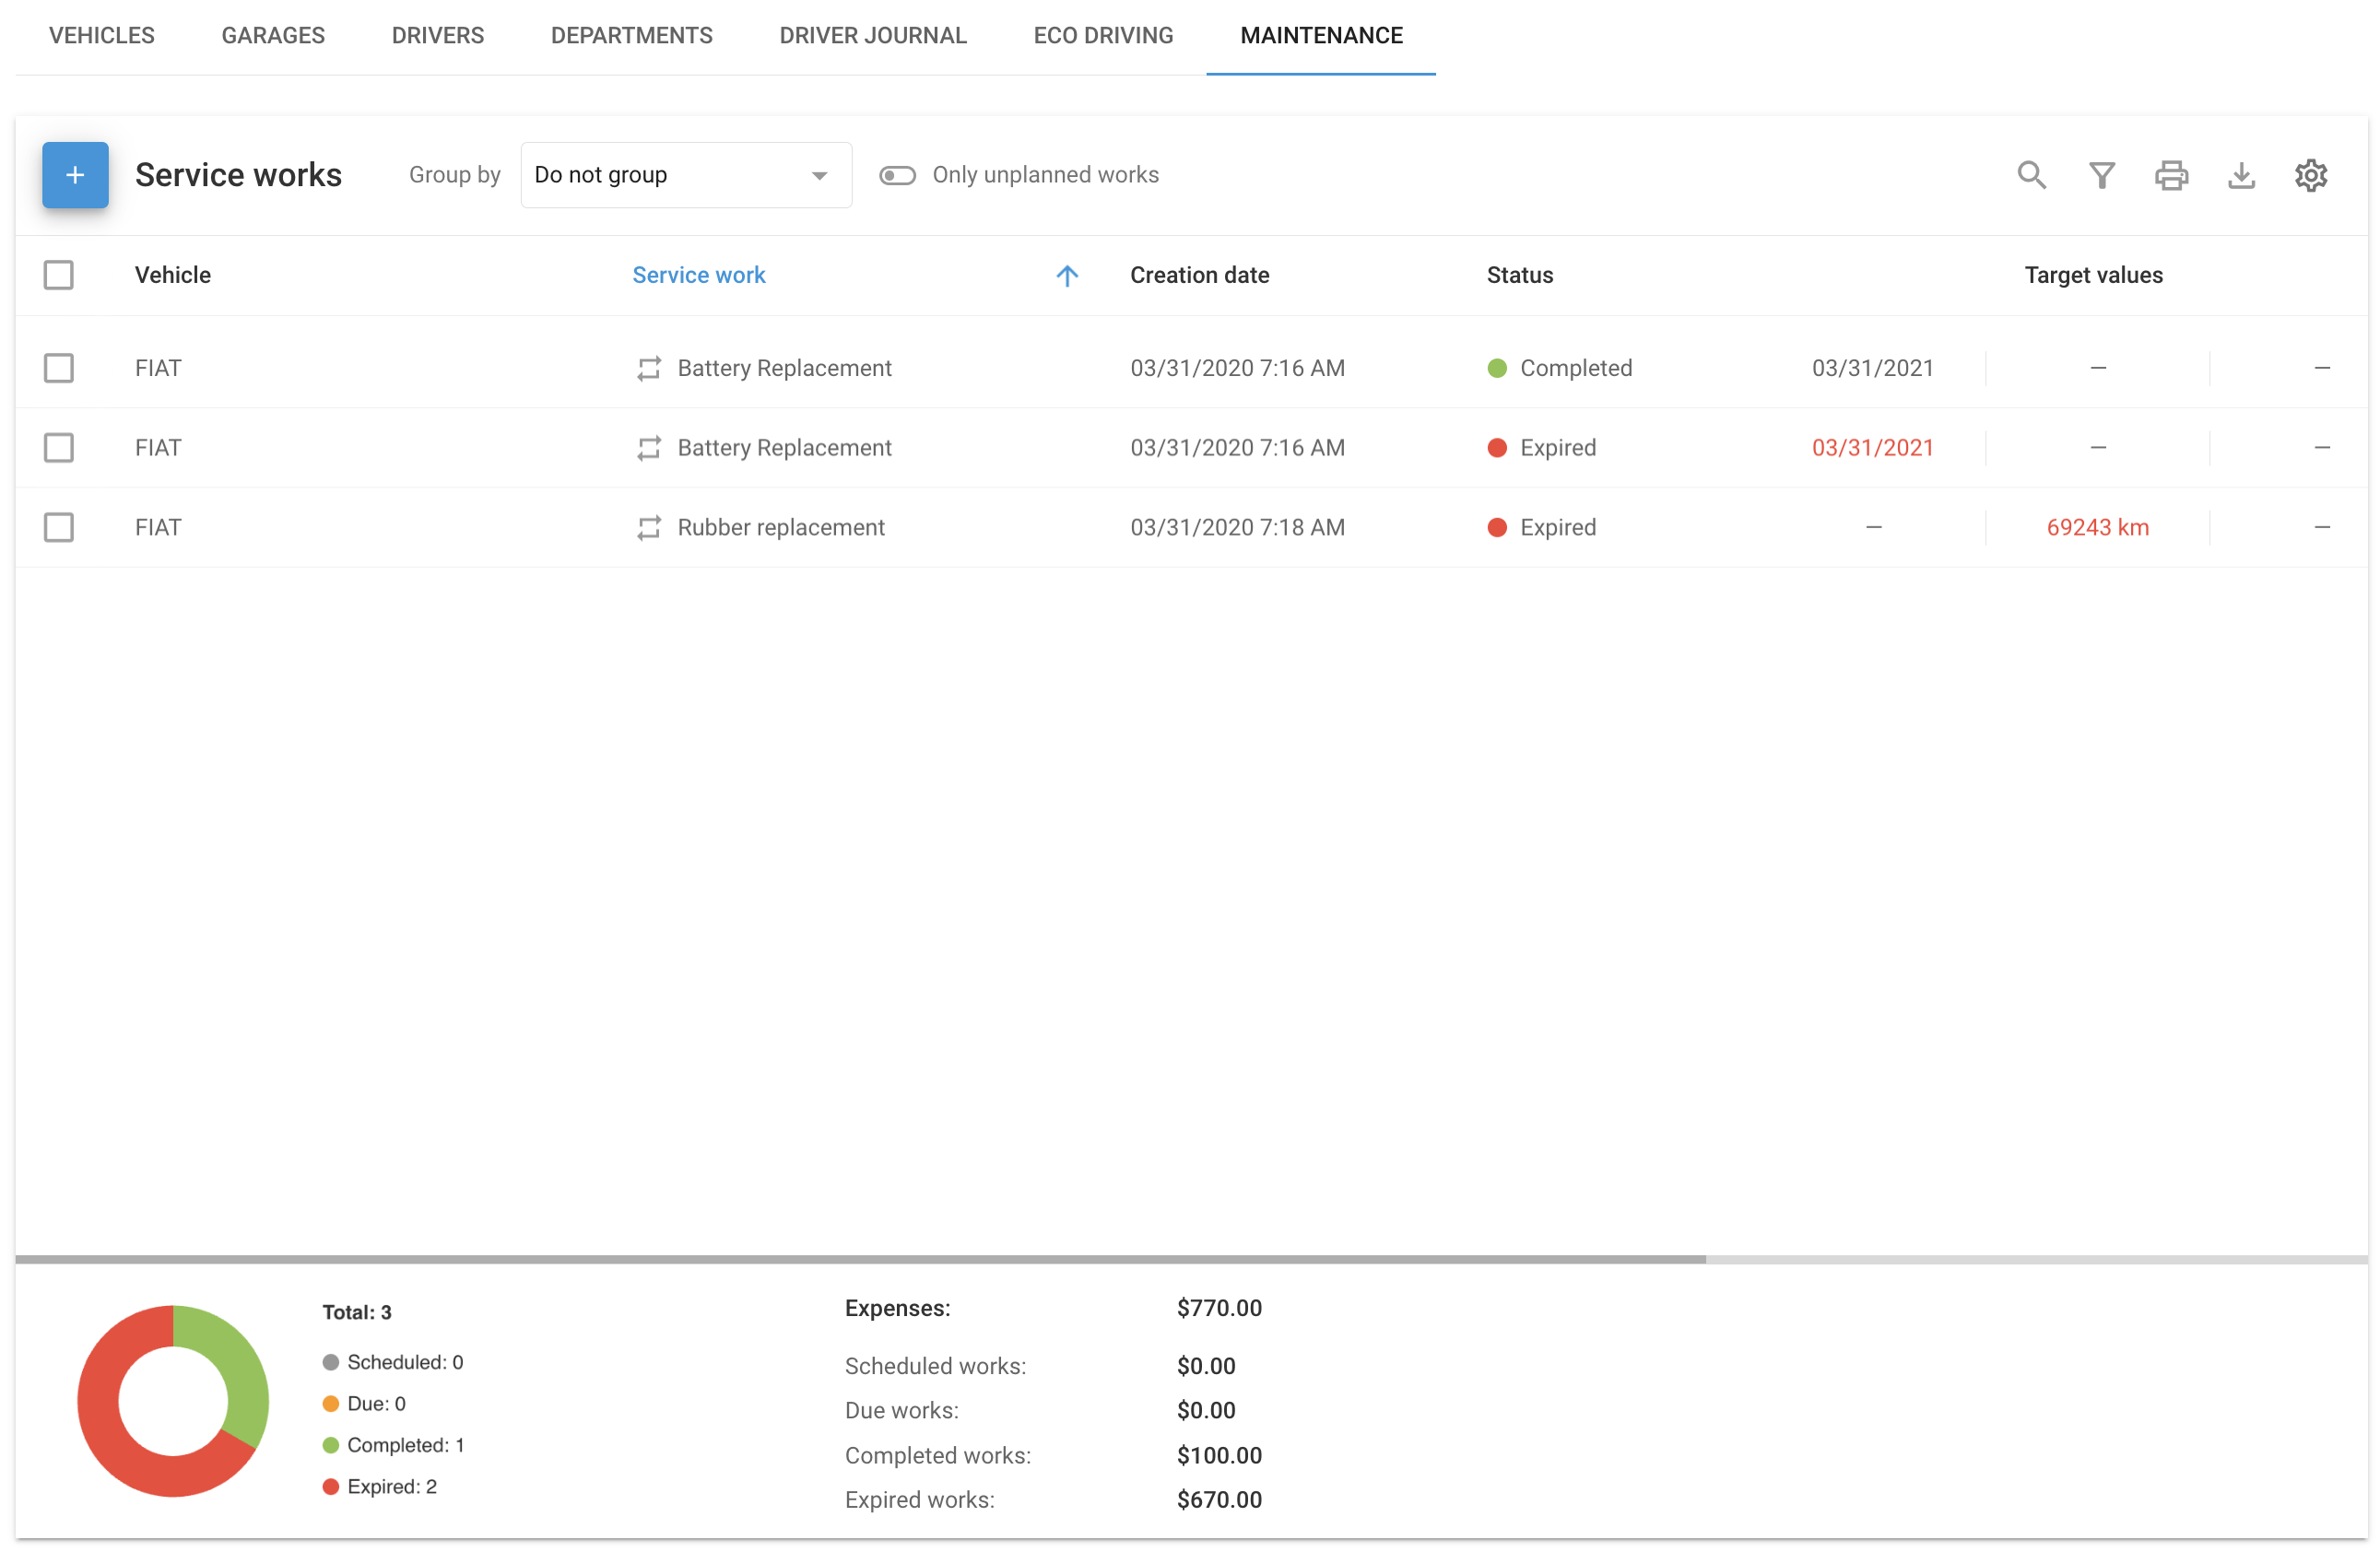 VEHICLES GARAGES DRIVERS DEPARTMENTS DRIVER JOURNAL ECO DRIVING MAINTENANCE
+ Service works Group by Do not group Only unplanned works
Vehicle Service work Creation date Status Target values
FIAT Battery Replacement 03/31/2020 7:16 AM Completed 03/31/2021 — —
FIAT Battery Replacement 03/31/2020 7:16 AM Expired 03/31/2021 — —
FIAT Rubber replacement 03/31/2020 7:18 AM Expired — 69243 km —
Total: 3
Scheduled: 0
Due: 0
Completed: 1
Expired: 2
Expenses: $770.00
Scheduled works: $0.00
Due works: $0.00
Completed works: $100.00
Expired works: $670.00